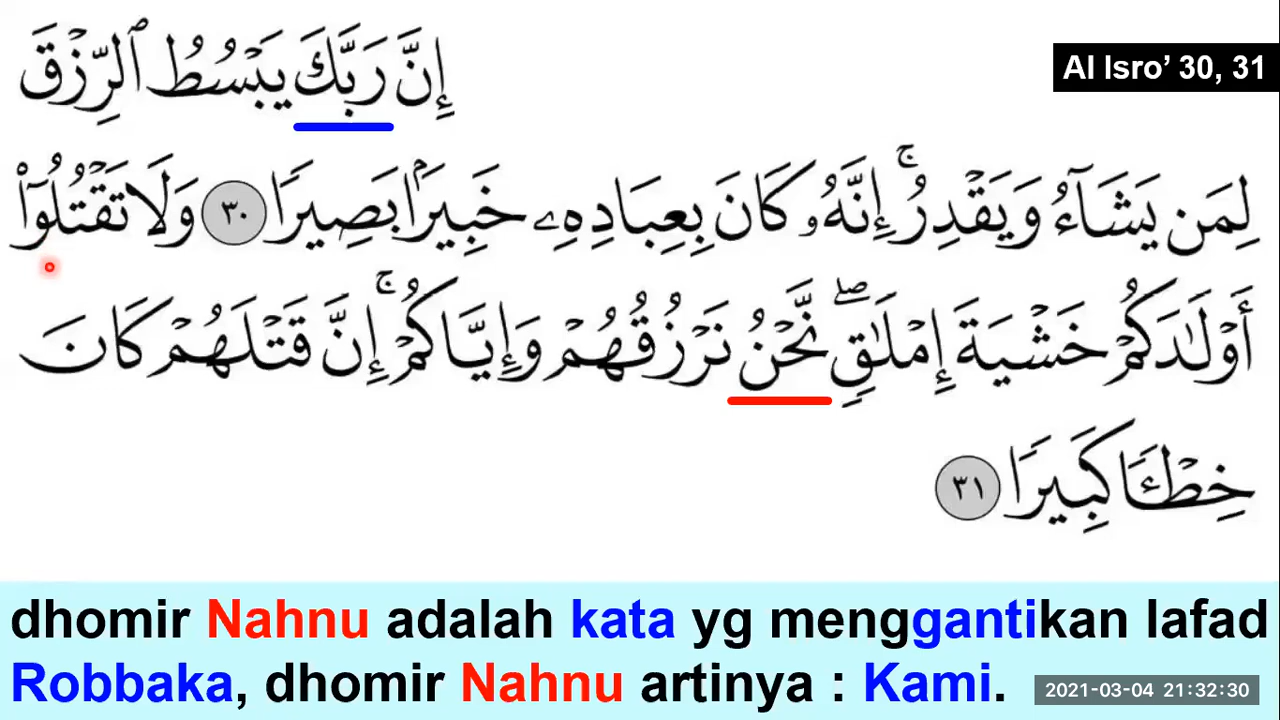 إِنَّ رَبَّكَ يَبْسُطُ ٱلرِّزْقَ
Al Isro’ 30, 31
لِمَن يَشَآءُ وَيَقْدِرُ ۚ إِنَّهُۥ كَانَ بِعِبَادِهِۦ خَبِيرًۢا بَصِيرًا ٣٠ وَلَا تَقْتُلُوٓا۟
أَوْلَـٰدَكُمْ خَشْيَةَ إِمْلَـٰقٍ ۖ نَّحْنُ نَرْزُقُهُمْ وَإِيَّاكُمْ ۚ إِنَّ قَتْلَهُمْ كَانَ
خِطْـًٔا كَبِيرًا ٣١
dhomir Nahnu adalah kata yg menggantikan lafad
Robbaka, dhomir Nahnu artinya : Kami.
2021-03-04 21:32:30